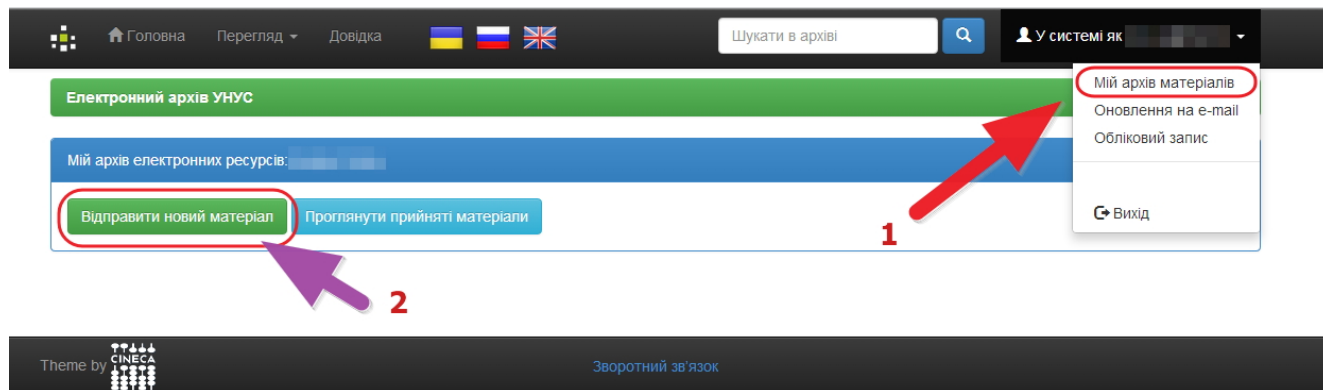 Головна Перегляд Довідка Шукати в архіві У системі як
Мій архів матеріалів
Оновлення на e-mail
Обліковий запис
Вихід
Електронний архів УНУС
Мій архів електронних ресурсів:
Відправити новий матеріал Проглянути прийняті матеріали
1
2
Theme by CINECA Зворотний зв'язок